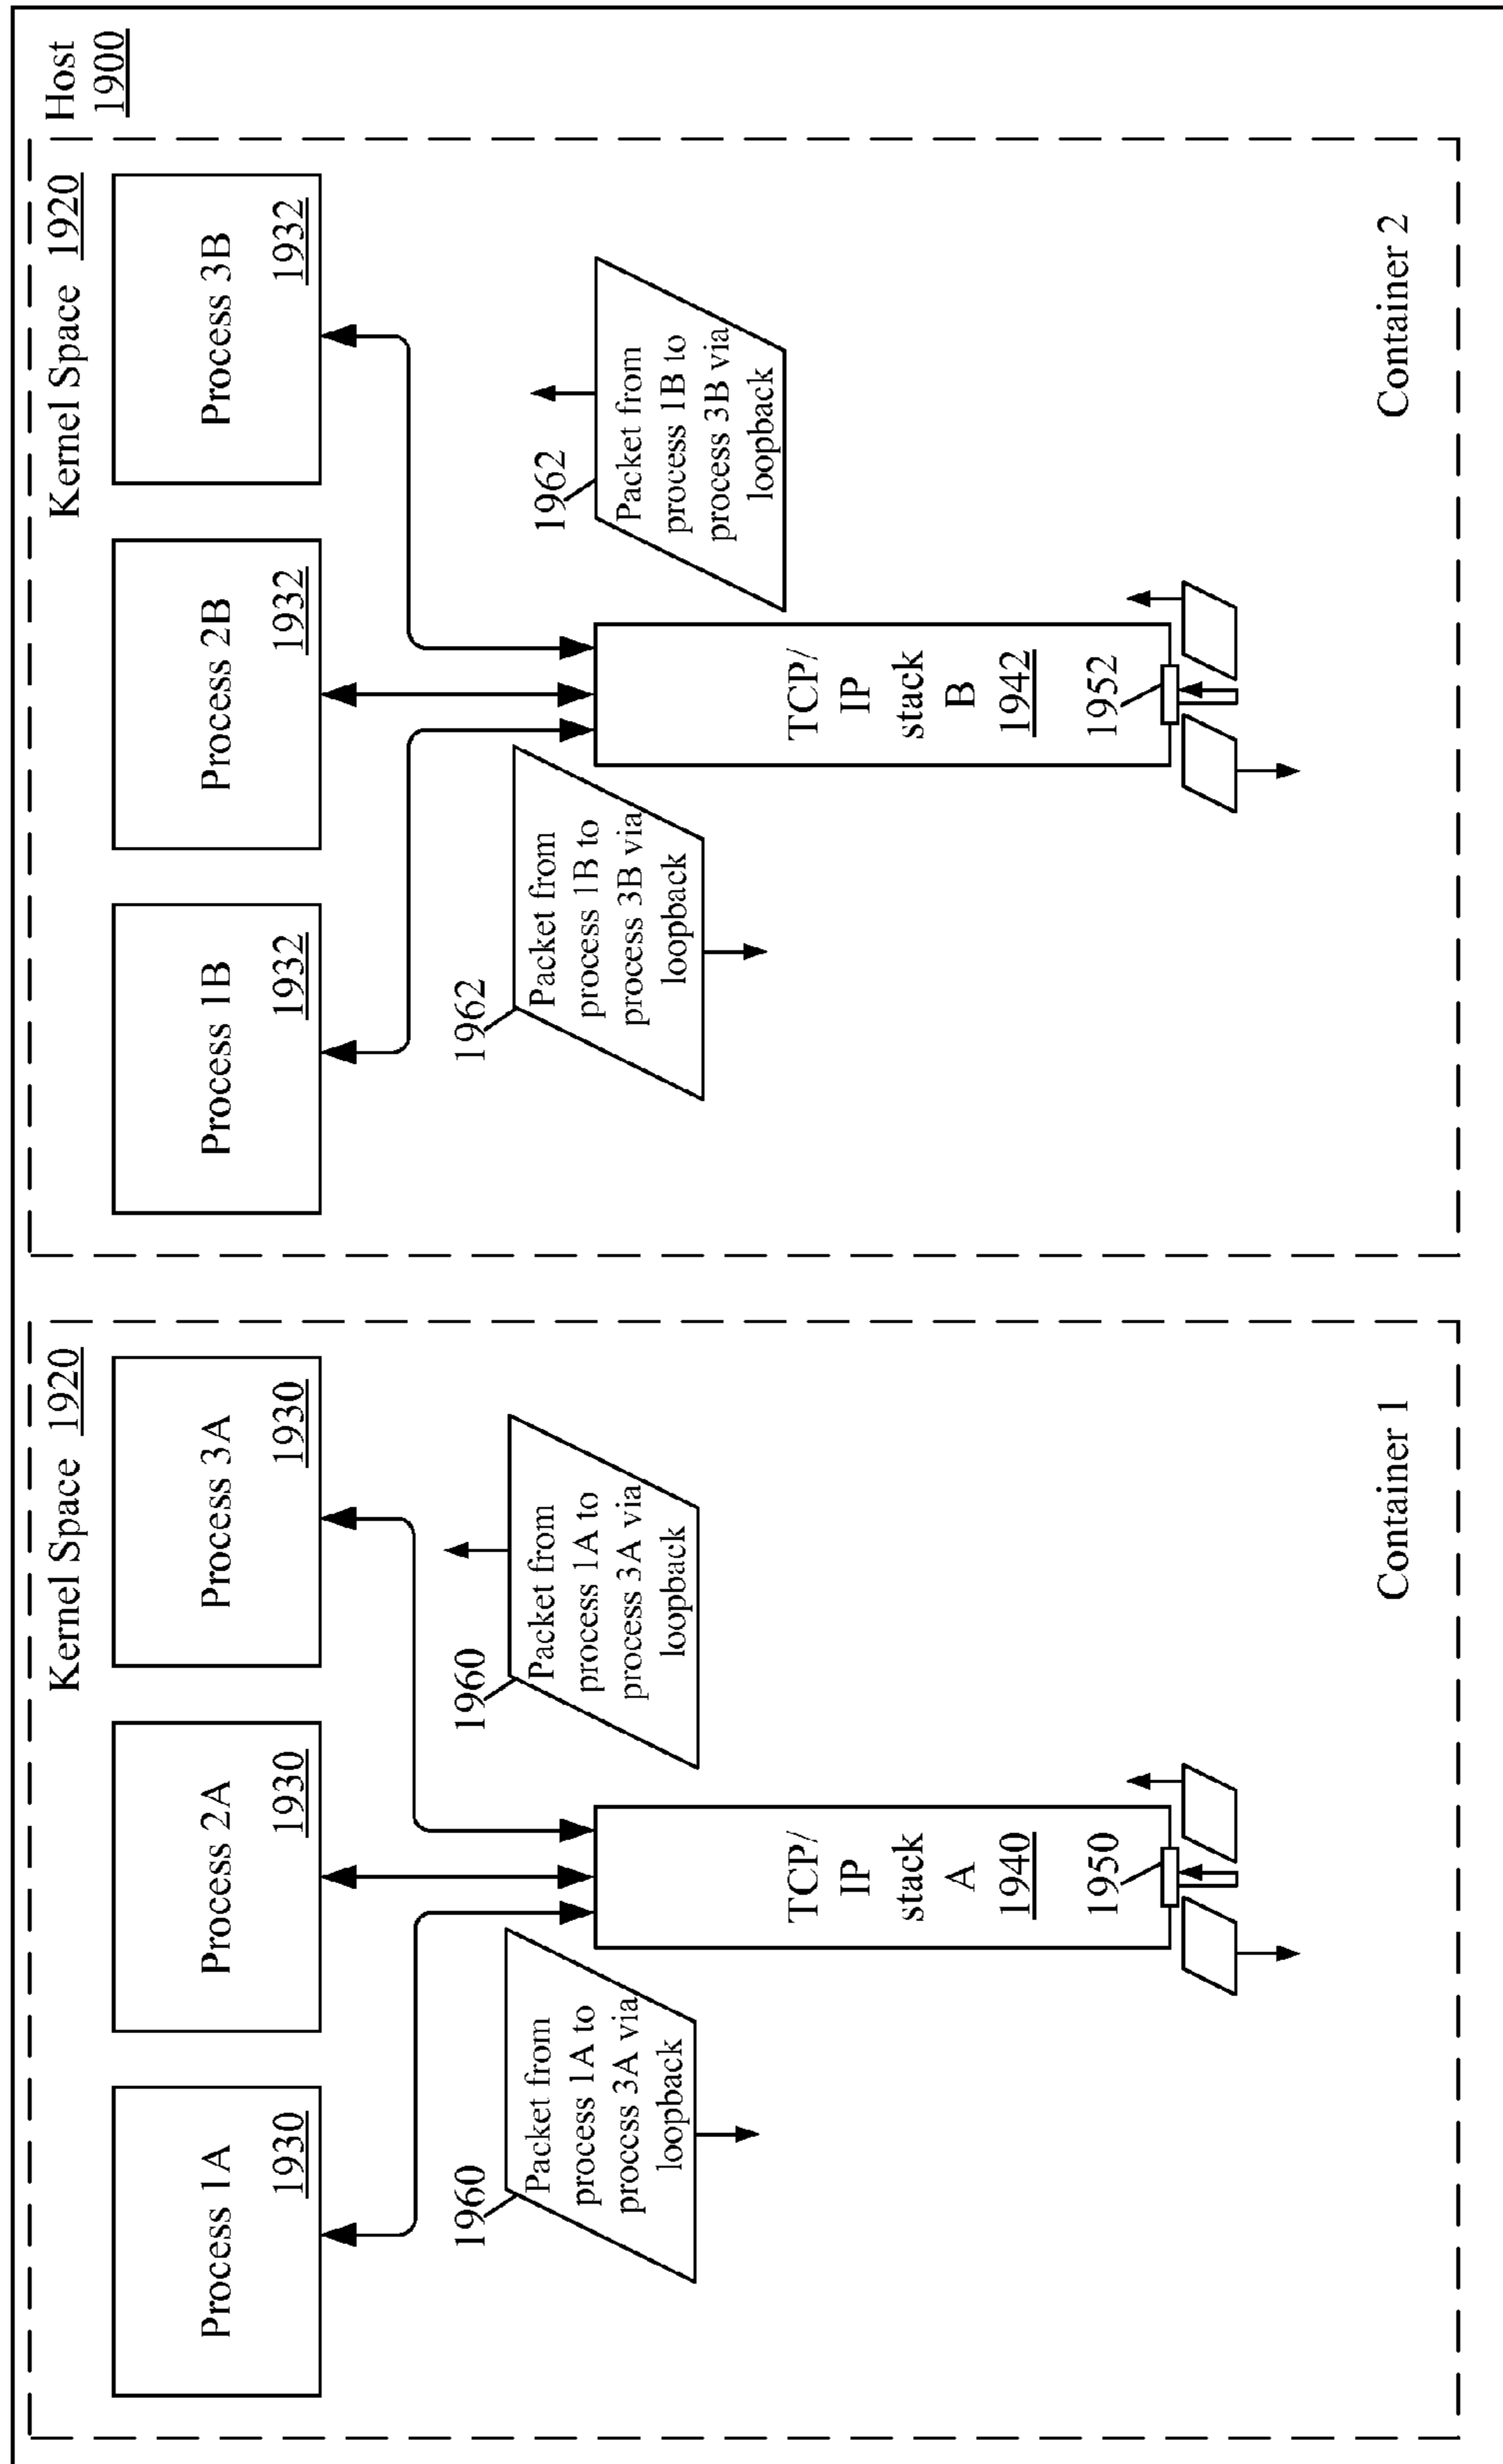 Host
1900
Kernel Space 1920
Process 1A
1930
Process 2A
1930
Process 3A
1930
1960
Packet from
process 1A to
process 3A via
loopback
1960
Packet from
process 1A to
process 3A via
loopback
TCP/
IP
stack
A
1940
1950
Container 1
Kernel Space 1920
Process 1B
1932
Process 2B
1932
Process 3B
1932
1962
Packet from
process 1B to
process 3B via
loopback
1962
Packet from
process 1B to
process 3B via
loopback
TCP/
IP
stack
B
1942
1952
Container 2